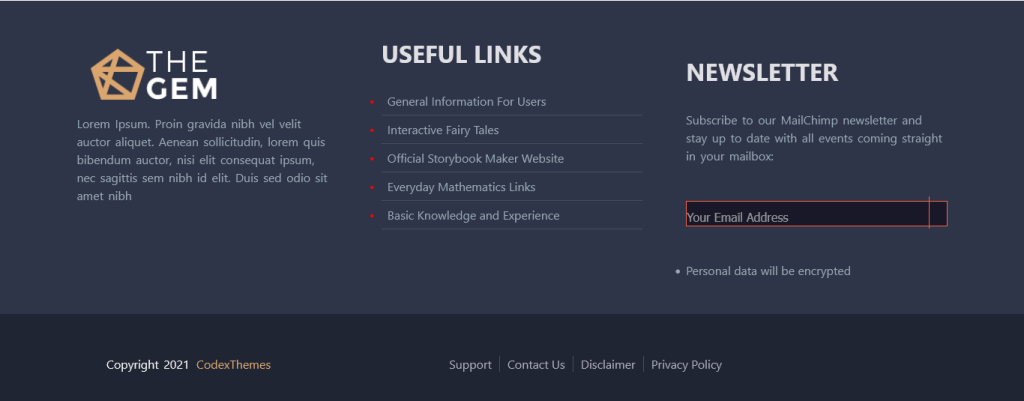 THE
GEM
Lorem Ipsum. Proin gravida nibh vel velit
auctor aliquet. Aenean sollicitudin, lorem quis
bibendum auctor, nisi elit consequat ipsum,
nec sagittis sem nibh id elit. Duis sed odio sit
amet nibh
USEFUL LINKS
General Information For Users
Interactive Fairy Tales
Official Storybook Maker Website
Everyday Mathematics Links
Basic Knowledge and Experience
NEWSLETTER
Subscribe to our MailChimp newsletter and
stay up to date with all events coming straight
in your mailbox:
Your Email Address
Personal data will be encrypted
Copyright 2021 CodexThemes
Support
Contact Us
Disclaimer
Privacy Policy